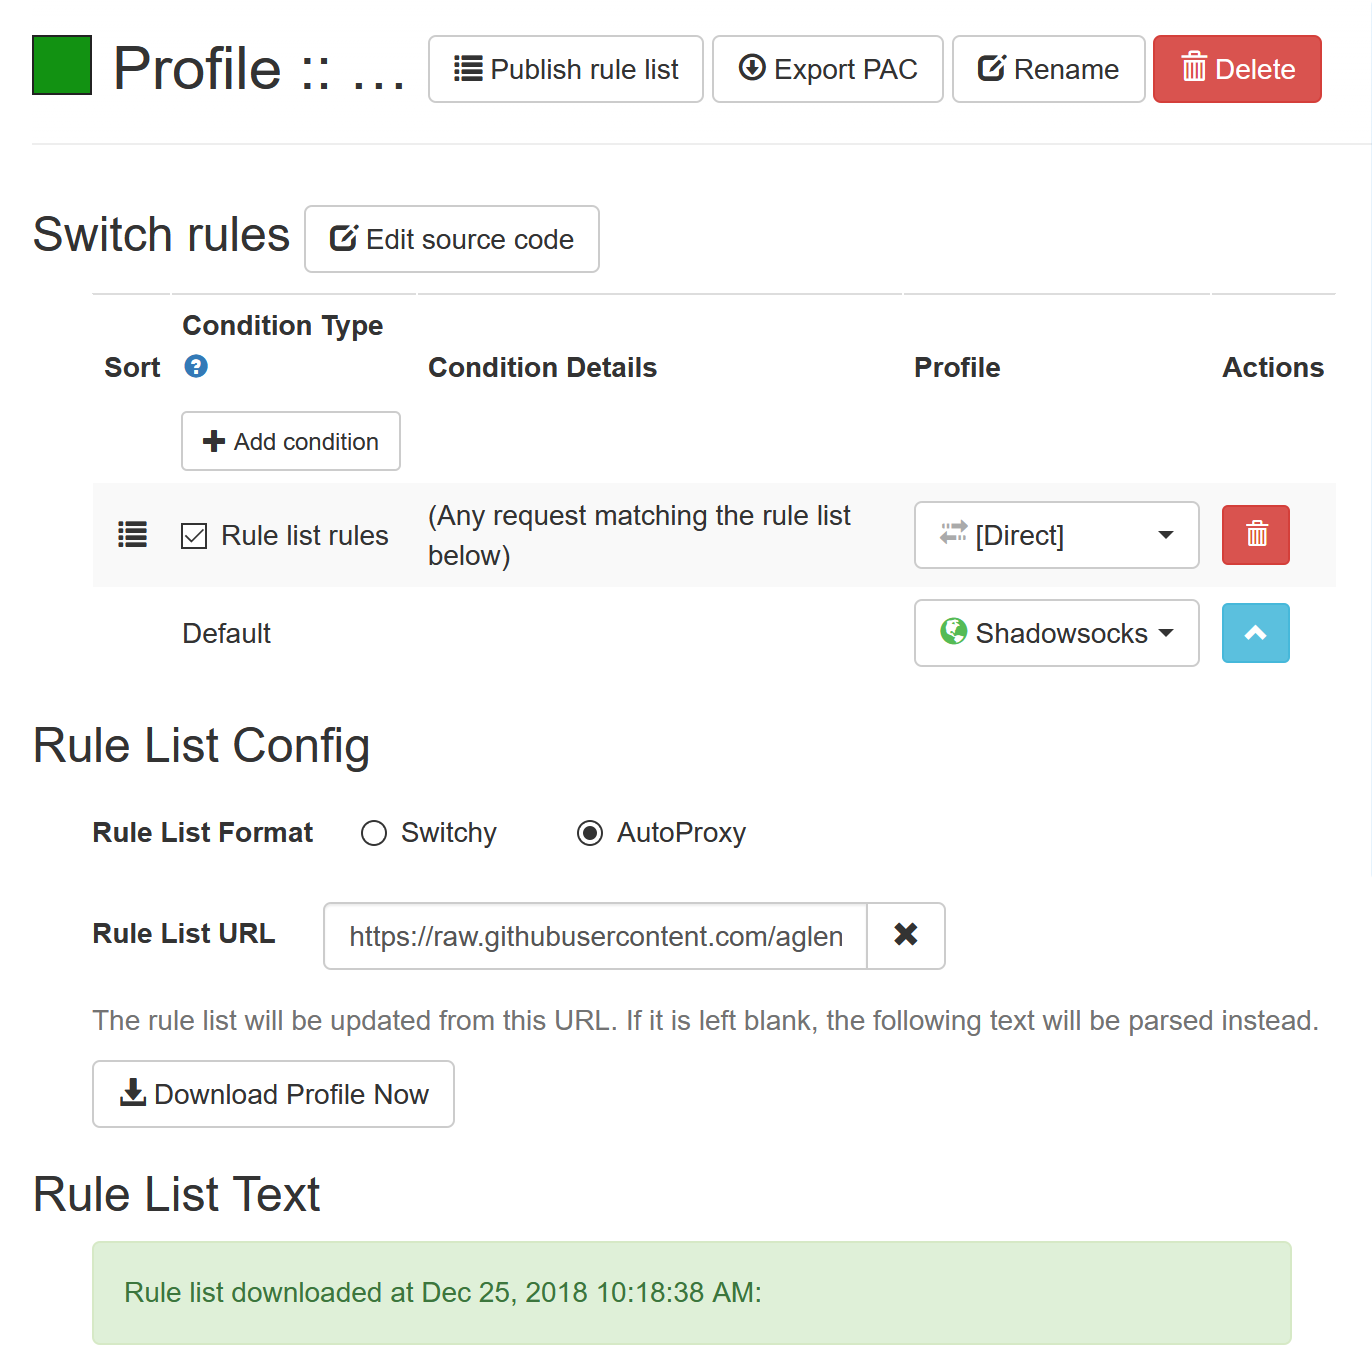 Profile :: ... Publish rule list Export PAC Rename Delete
Switch rules Edit source code
Condition Type
Sort ? Condition Details Profile Actions
Add condition
Rule list rules (Any request matching the rule list below) [Direct]
Default Shadowsocks
Rule List Config
Rule List Format Switchy AutoProxy
Rule List URL https://raw.githubusercontent.com/aglen
The rule list will be updated from this URL. If it is left blank, the following text will be parsed instead.
Download Profile Now
Rule List Text
Rule list downloaded at Dec 25, 2018 10:18:38 AM: